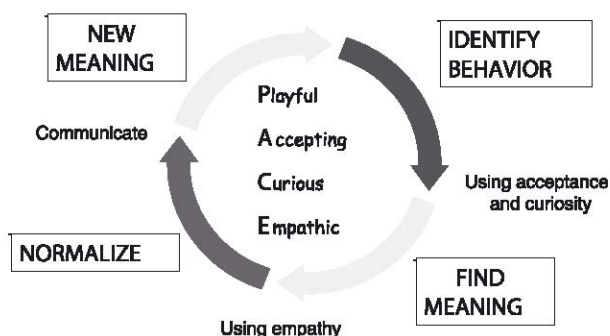 NEW
MEANING
IDENTIFY
BEHAVIOR
Playful
Accepting
Curious
Empathic
Communicate
Using acceptance
and curiosity
NORMALIZE
FIND
MEANING
Using empathy